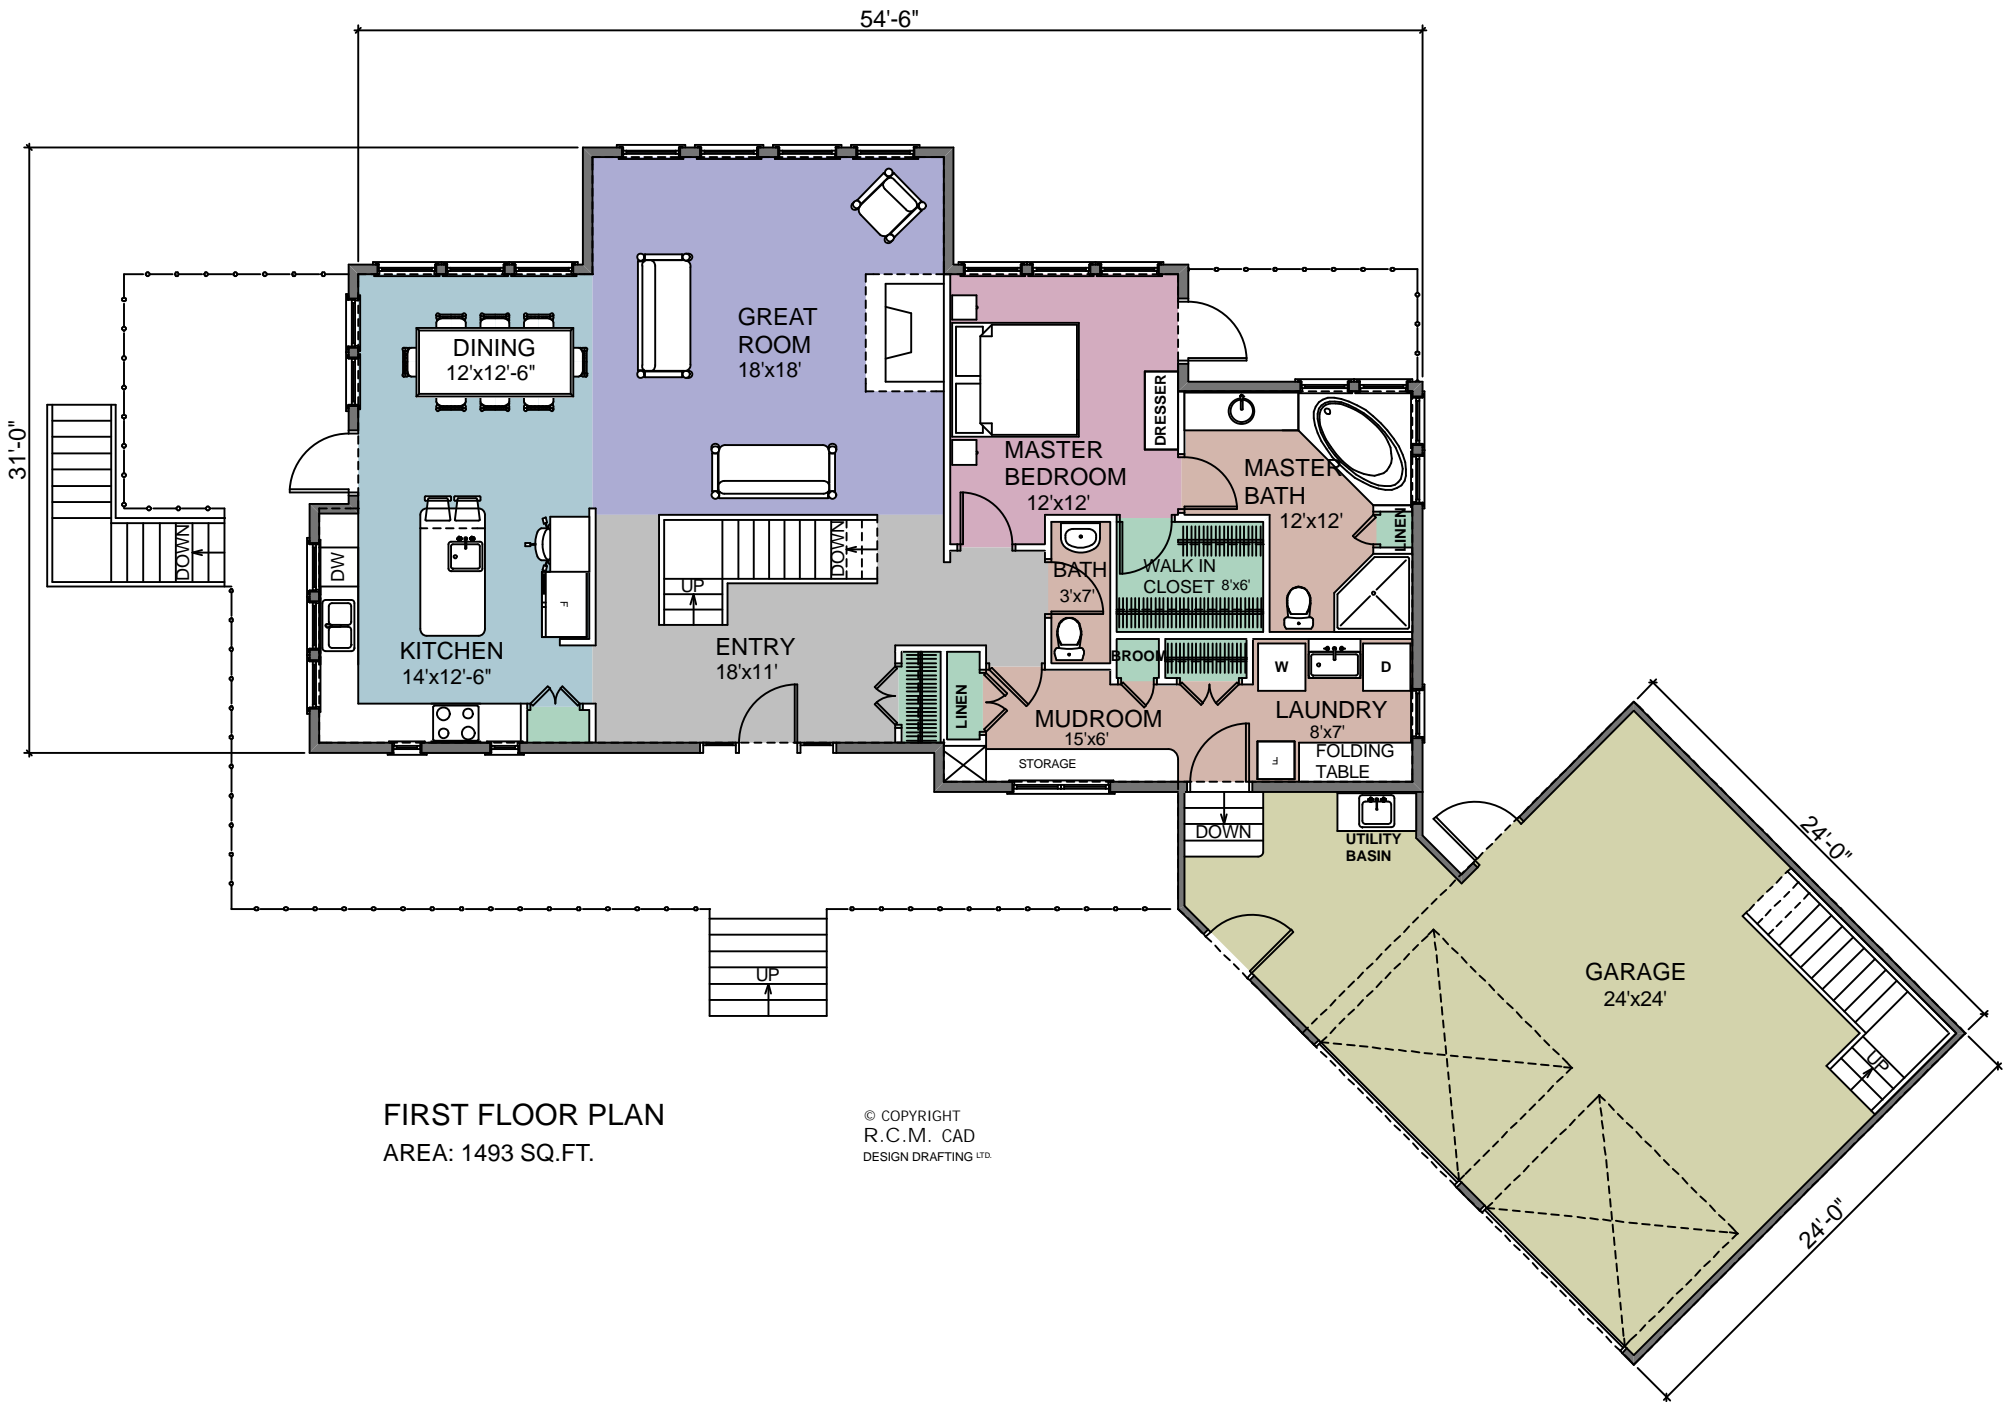 54'-6"
31'-0"
GREAT
ROOM
18'x18'
DINING
12'x12'-6"
DRESSER
MASTER
BEDROOM
12'x12'
MASTER
BATH
12'x12'
LINEN
DOWN
DW
DOWN
UP
F
BATH
3'x7'
WALK IN
CLOSET 8'x6'
KITCHEN
14'x12'-6"
ENTRY
18'x11'
BROOM
W
D
LINEN
MUDROOM
15'x6'
LAUNDRY
8'x7'
STORAGE
F
FOLDING
TABLE
DOWN
UTILITY
BASIN
24'-0"
UP
GARAGE
24'x24'
UP
24'-0"
FIRST FLOOR PLAN
AREA: 1493 SQ.FT.
© COPYRIGHT
R.C.M. CAD
DESIGN DRAFTING LTD.